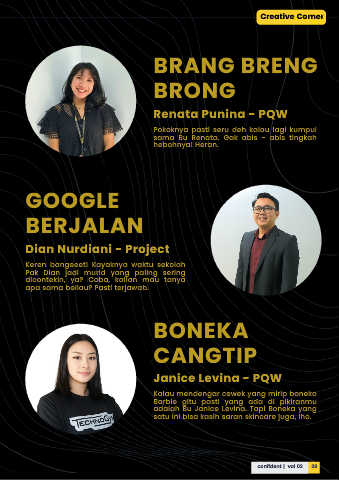 Creative Corner
BRANG BRENG
BRONG
Renata Punina - PQW
Pokoknya pasti seru deh kalau lagi kumpul
sama Bu Renata. Gak abis - abis tingkah
hebohnya! Heran.
GOOGLE
BERJALAN
Dian Nurdiani - Project
Keren bangeeet! Kayaknya waktu sekolah
Pak Dian jadi murid yang paling sering
dicontekin, ya? Coba, kalian mau tanya
apa sama beliau? Pasti terjawab.
BONEKA
CANGTIP
Janice Levina - PQW
Kalau mendengar cewek yang mirip boneka
Barbie gitu pasti yang ada di pikiranmu
adalah Bu Janice Levina. Tapi Boneka yang
satu ini bisa kasih saran skincare juga, lho.
TECHNOLOGY
confident | vol 03